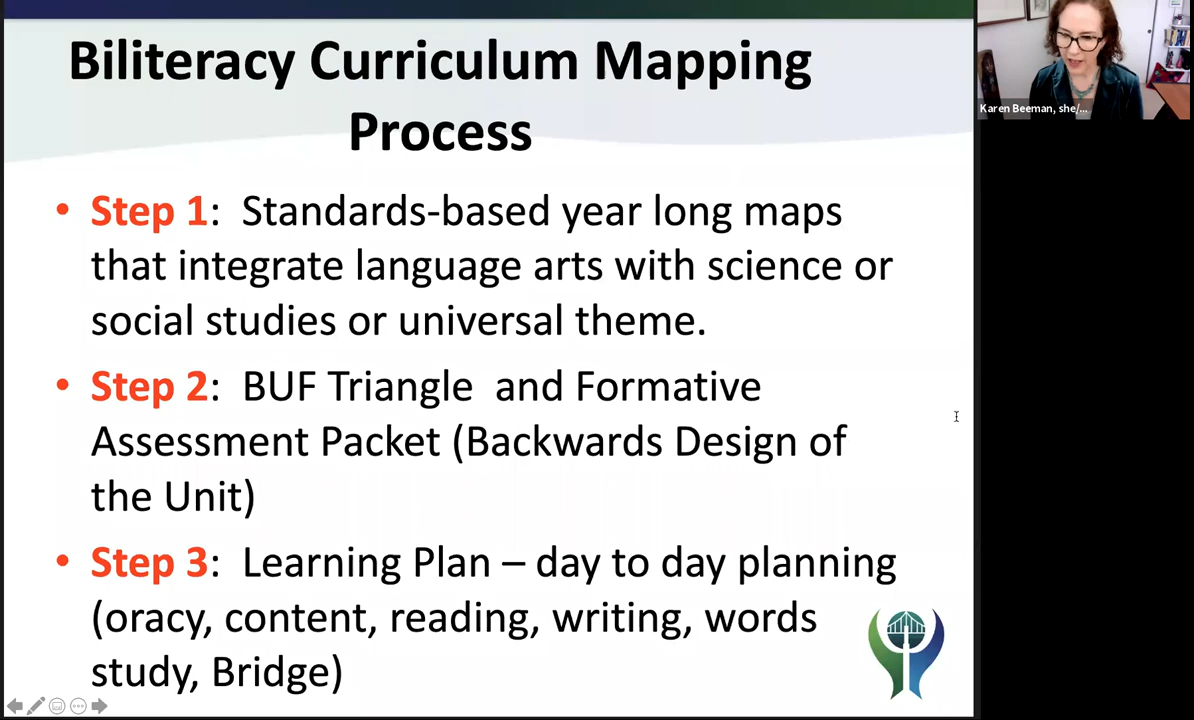 Biliteracy Curriculum Mapping
Process
• Step 1:  Standards-based year long maps
that integrate language arts with science or
social studies or universal theme.
• Step 2:  BUF Triangle  and Formative
Assessment Packet (Backwards Design of
the Unit)
• Step 3:  Learning Plan – day to day planning
(oracy, content, reading, writing, words
study, Bridge)
Karen Beeman, she/...